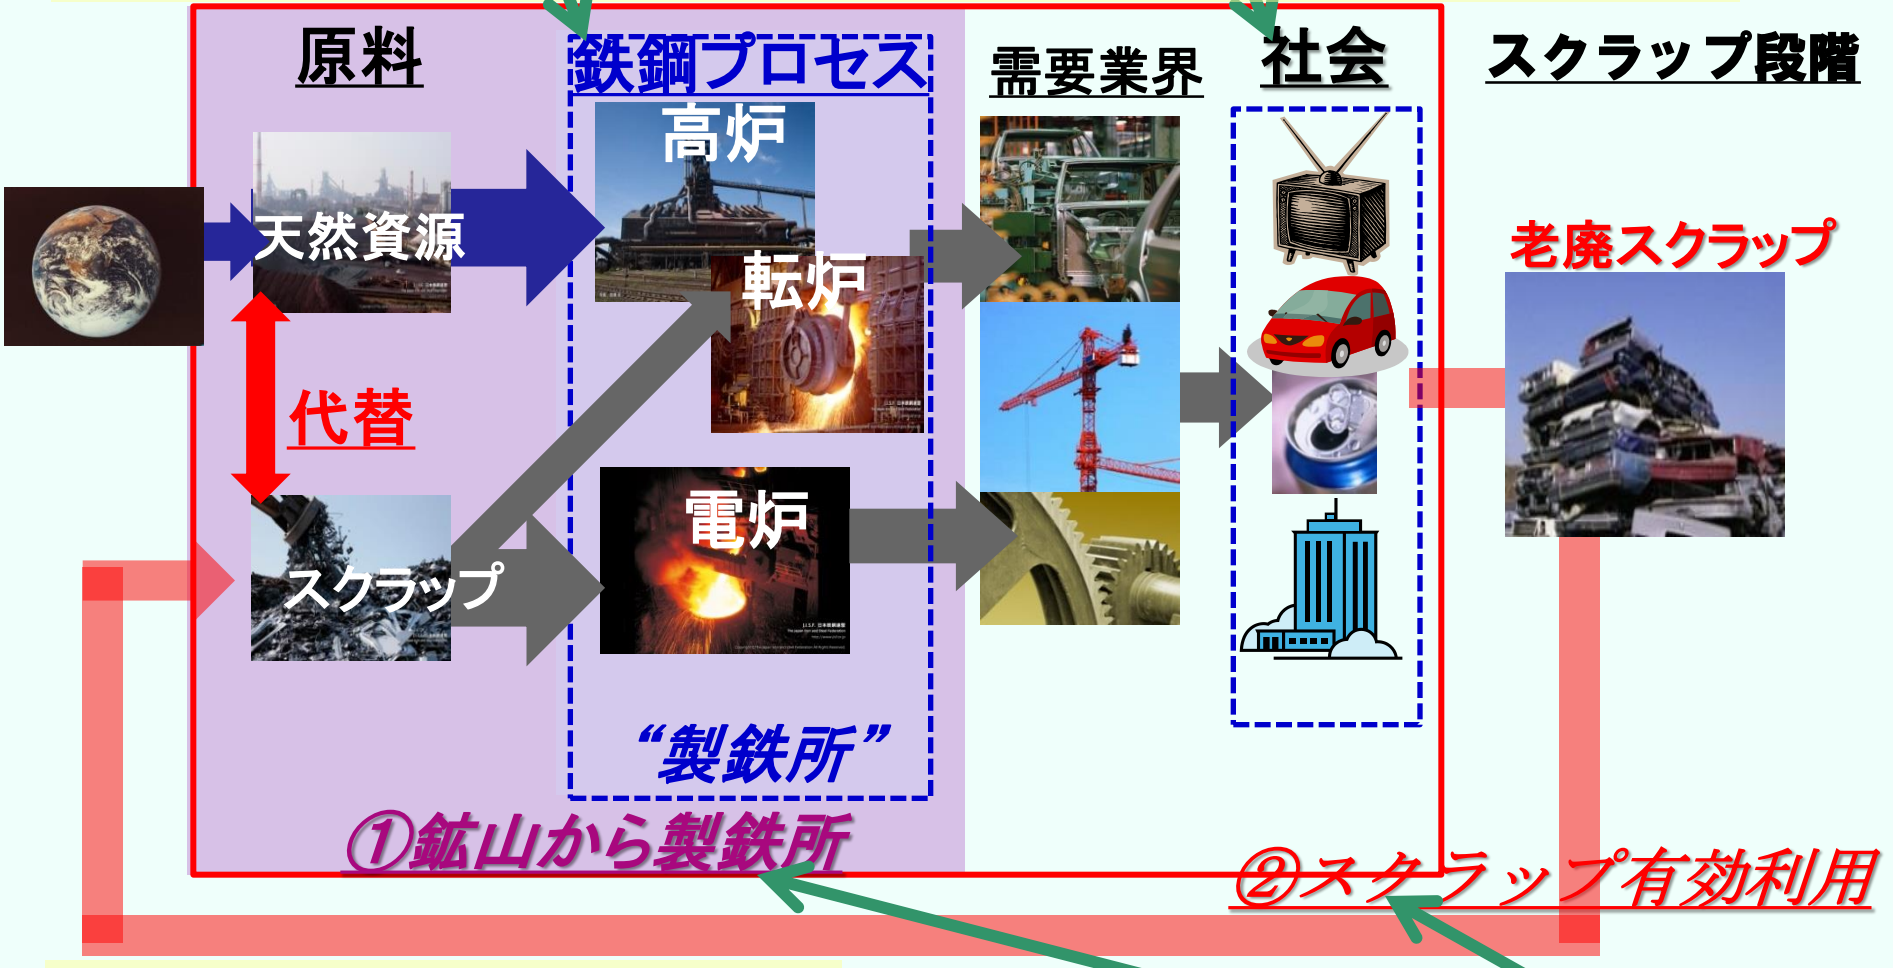 原料
鉄鋼プロセス
需要業界
社会
スクラップ段階
高炉
天然資源
転炉
老廃スクラップ
代替
電炉
スクラップ
“製鉄所”
①鉱山から製鉄所
②スクラップ有効利用